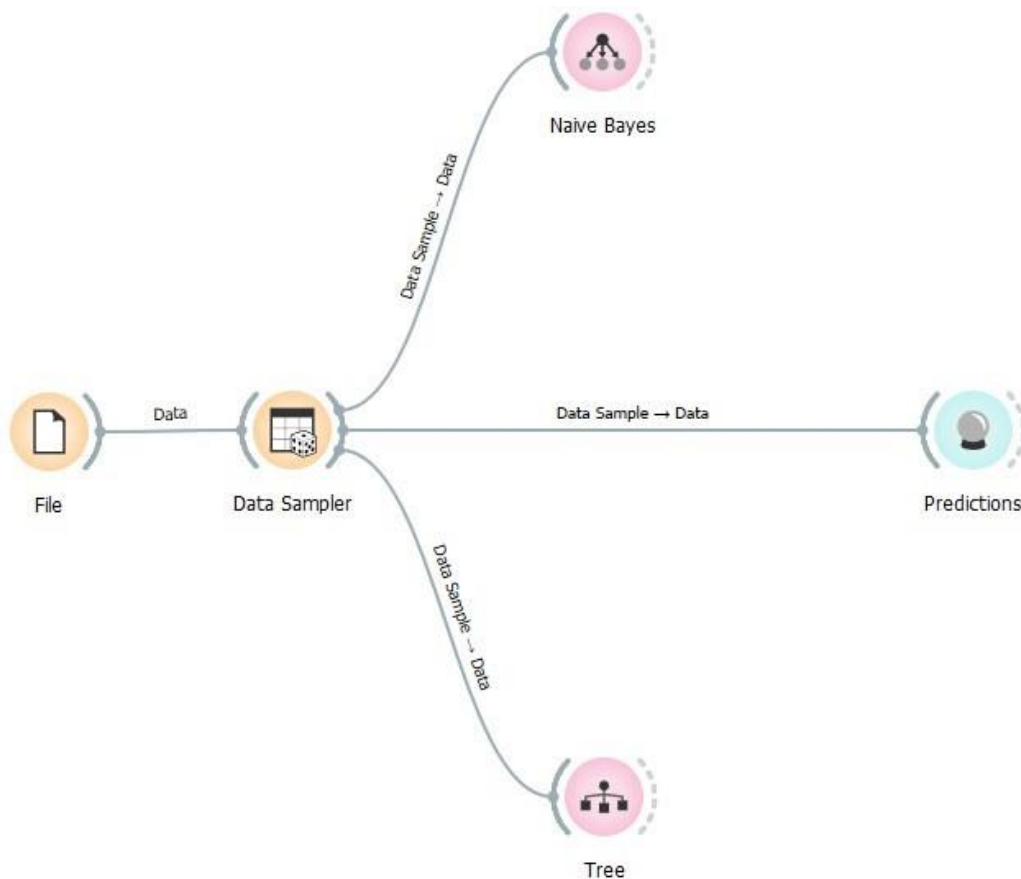 Naive Bayes
Data Sample → Data
Data
Data Sample → Data
File
Data Sampler
Predictions
Data Sample → Data
Tree